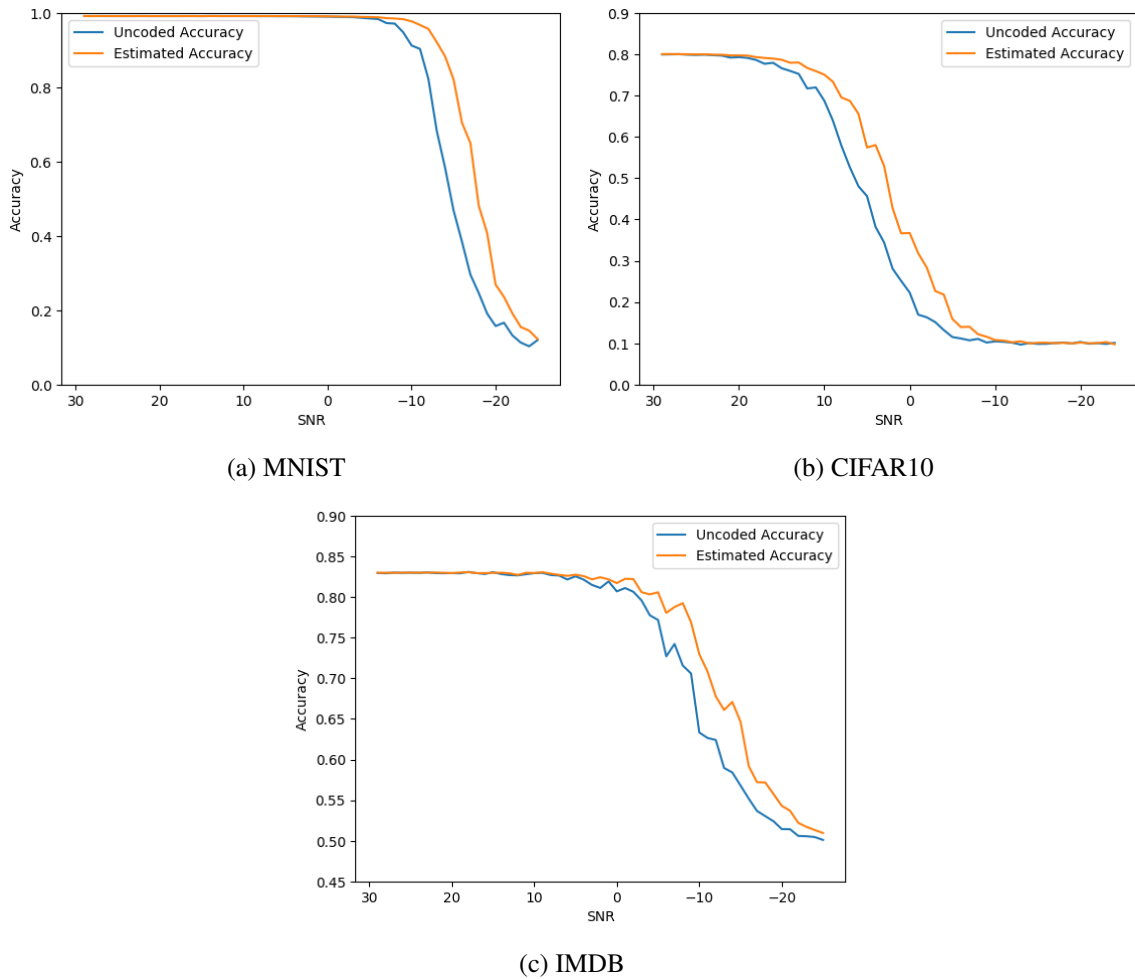 1.0
0.8
0.6
0.4
0.2
0.0
Accuracy
Uncoded Accuracy
Estimated Accuracy
30 20 10 0 −10 −20
SNR
(a) MNIST
0.9
0.8
0.7
0.6
0.5
0.4
0.3
0.2
0.1
0.0
Accuracy
Uncoded Accuracy
Estimated Accuracy
30 20 10 0 −10 −20
SNR
(b) CIFAR10
0.90
0.85
0.80
0.75
0.70
0.65
0.60
0.55
0.50
0.45
Accuracy
Uncoded Accuracy
Estimated Accuracy
30 20 10 0 −10 −20
SNR
(c) IMDB